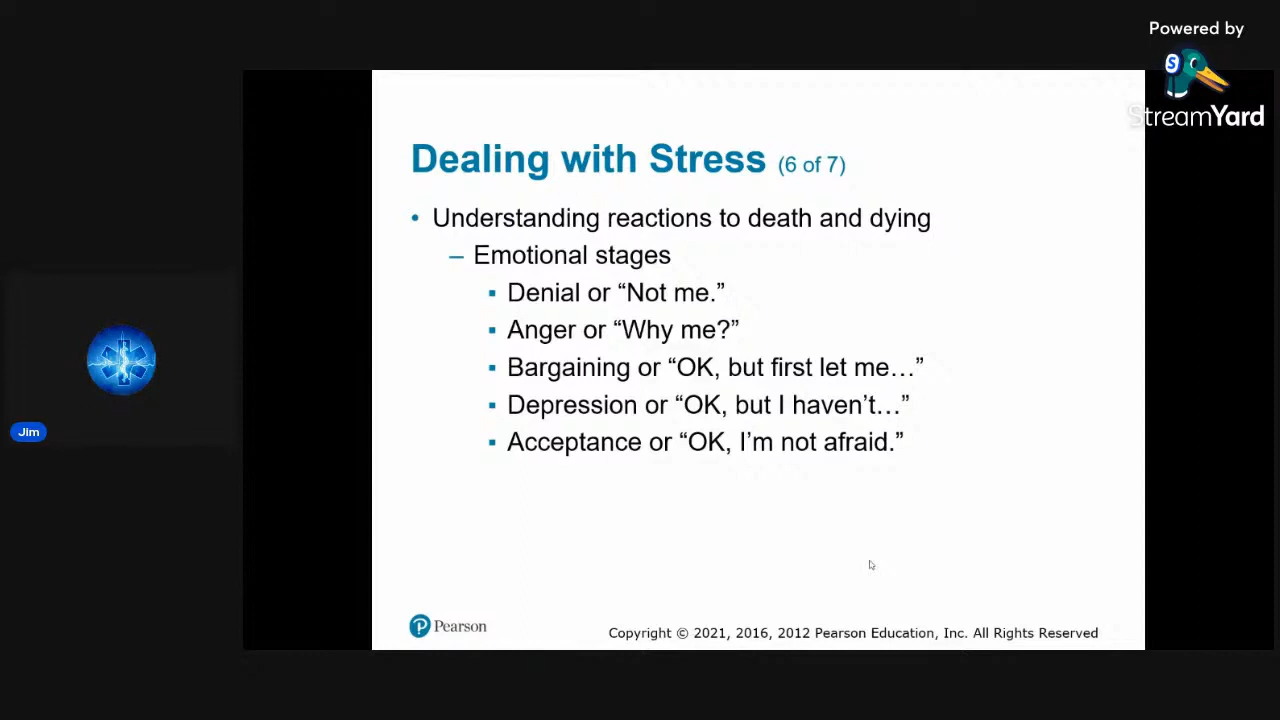 Powered by
StreamYard
Dealing with Stress (6 of 7)
• Understanding reactions to death and dying
– Emotional stages
▪ Denial or “Not me.”
▪ Anger or “Why me?”
▪ Bargaining or “OK, but first let me…”
▪ Depression or “OK, but I haven’t…”
▪ Acceptance or “OK, I’m not afraid.”
Jim
Pearson
Copyright © 2021, 2016, 2012 Pearson Education, Inc. All Rights Reserved